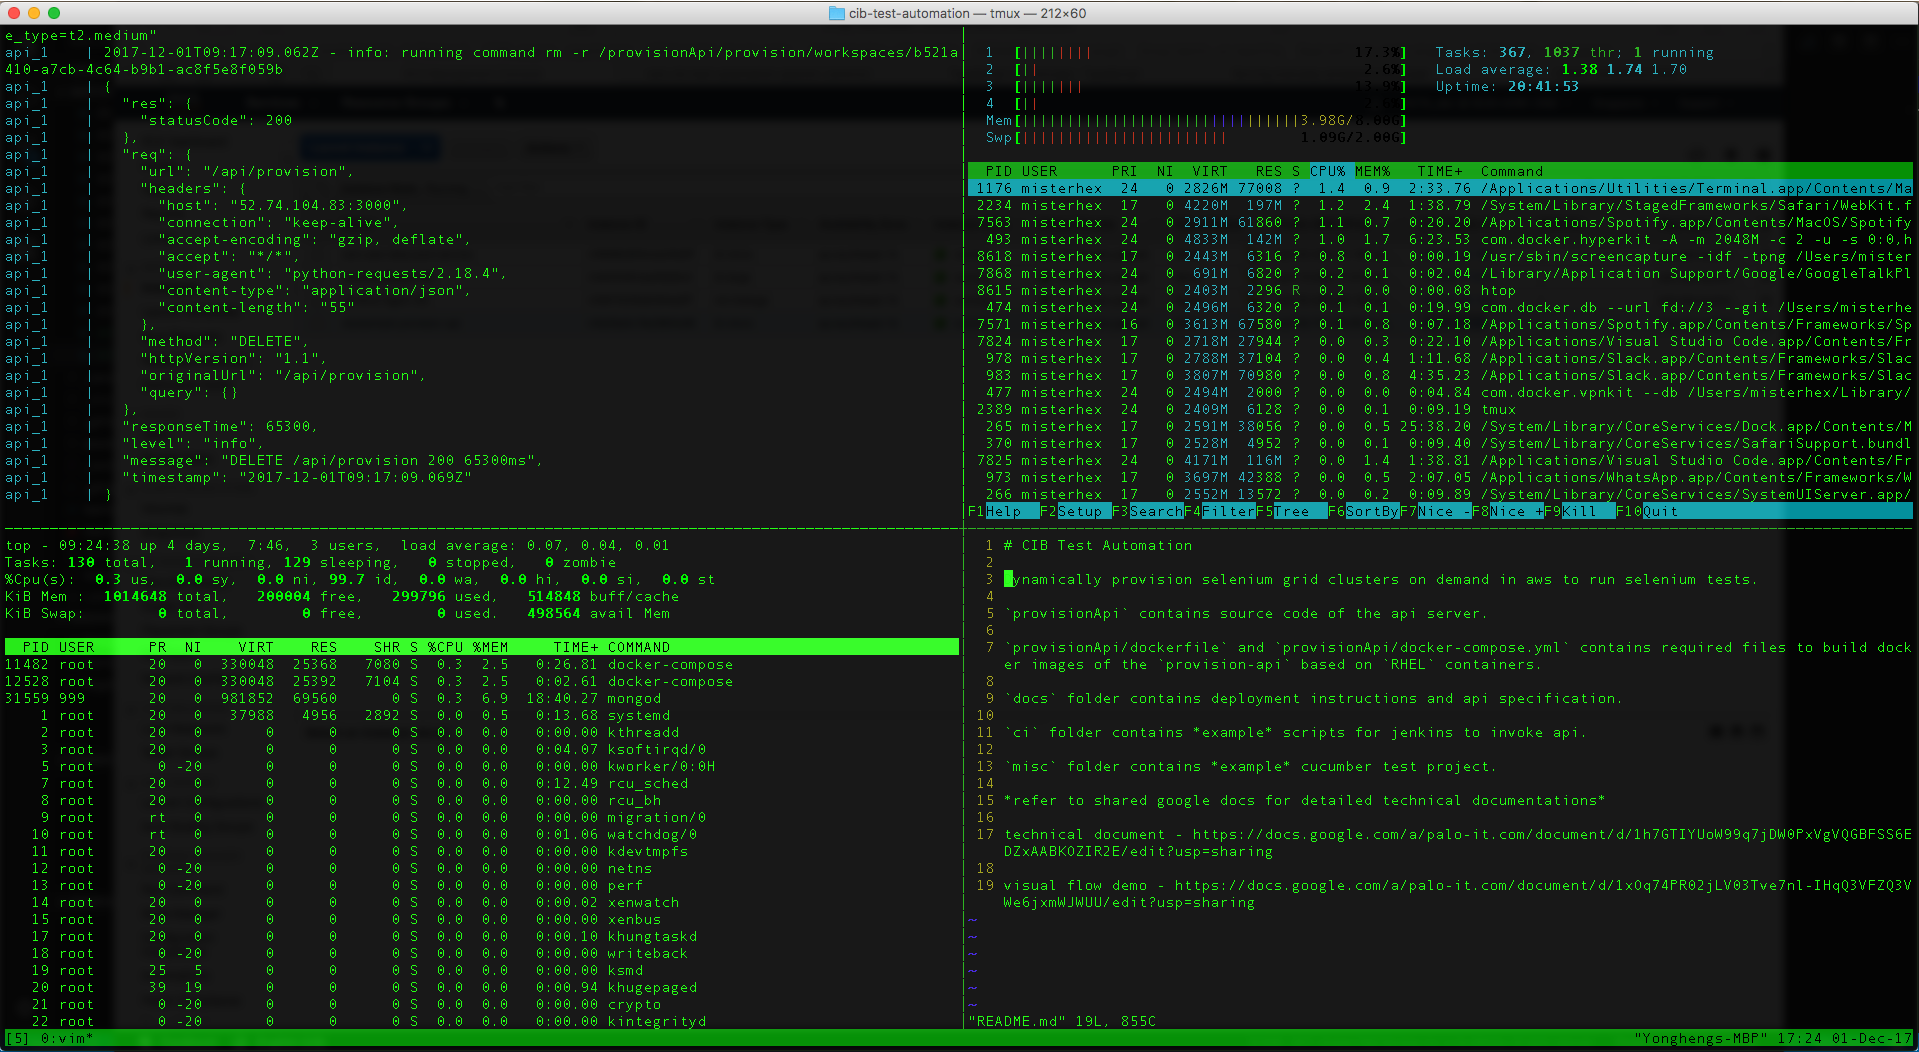 cib-test-automation — tmux — 212×60
e_type=t2.medium"
api_1    | 2017-12-01T09:17:09.062Z - info: running command rm -r /provisionApi/provision/workspaces/b521a
410-a7cb-4c64-b9b1-ac8f5e8f059b
api_1    | {
api_1    |   "res": {
api_1    |     "statusCode": 200
api_1    |   },
api_1    |   "req": {
api_1    |     "url": "/api/provision",
api_1    |     "headers": {
api_1    |       "host": "52.74.104.83:3000",
api_1    |       "connection": "keep-alive",
api_1    |       "accept-encoding": "gzip, deflate",
api_1    |       "accept": "*/*",
api_1    |       "user-agent": "python-requests/2.18.4",
api_1    |       "content-type": "application/json",
api_1    |       "content-length": "55"
api_1    |     },
api_1    |     "method": "DELETE",
api_1    |     "httpVersion": "1.1",
api_1    |     "originalUrl": "/api/provision",
api_1    |     "query": {}
api_1    |   },
api_1    |   "responseTime": 65300,
api_1    |   "level": "info",
api_1    |   "message": "DELETE /api/provision 200 65300ms",
api_1    |   "timestamp": "2017-12-01T09:17:09.069Z"
api_1    | }
1 [|||||||| 17.3%] Tasks: 367, 1037 thr; 1 running
2 [|| 2.6%] Load average: 1.38 1.74 1.70
3 [||||||| 13.9%] Uptime: 20:41:53
4 [|| 2.6%]
Mem[|||||||||||||||||||||||||||||||3.98G/8.00G]
Swp[||||||||||||||||||||||| 1.09G/2.00G]
PID USER PRI NI VIRT RES S CPU% MEM% TIME+ Command
1176 misterhex 24 0 2826M 77008 ? 1.4 0.9 2:33.76 /Applications/Utilities/Terminal.app/Contents/Ma
2234 misterhex 17 0 4220M 197M ? 1.2 2.4 1:38.79 /System/Library/StagedFrameworks/Safari/WebKit.f
7563 misterhex 24 0 2911M 61860 ? 1.1 0.7 0:20.20 /Applications/Spotify.app/Contents/MacOS/Spotify
493 misterhex 24 0 4833M 142M ? 1.0 1.7 6:23.53 com.docker.hyperkit -A -m 2048M -c 2 -u -s 0:0,h
8618 misterhex 17 0 2443M 6316 ? 0.8 0.1 0:00.19 /usr/sbin/screencapture -idf -tpng /Users/mister
7868 misterhex 24 0 691M 6820 ? 0.2 0.1 0:02.04 /Library/Application Support/Google/GoogleTalkPl
8615 misterhex 24 0 2403M 2296 R 0.2 0.0 0:00.08 htop
474 misterhex 24 0 2496M 6320 ? 0.1 0.1 0:19.99 com.docker.db --url fd://3 --git /Users/misterhe
7571 misterhex 16 0 3613M 67580 ? 0.1 0.8 0:07.18 /Applications/Spotify.app/Contents/Frameworks/Sp
7824 misterhex 17 0 2718M 27944 ? 0.0 0.3 0:22.10 /Applications/Visual Studio Code.app/Contents/Fr
978 misterhex 17 0 2788M 37104 ? 0.0 0.4 1:11.68 /Applications/Slack.app/Contents/Frameworks/Slac
983 misterhex 17 0 3807M 70980 ? 0.0 0.8 4:35.23 /Applications/Slack.app/Contents/Frameworks/Slac
477 misterhex 24 0 2494M 2000 ? 0.0 0.0 0:04.84 com.docker.vpnkit --db /Users/misterhex/Library/
2389 misterhex 24 0 2409M 6128 ? 0.0 0.1 0:09.19 tmux
265 misterhex 17 0 2591M 38056 ? 0.0 0.5 25:38.20 /System/Library/CoreServices/Dock.app/Contents/M
370 misterhex 17 0 2528M 4952 ? 0.0 0.1 0:09.40 /System/Library/CoreServices/SafariSupport.bundl
7825 misterhex 24 0 4171M 116M ? 0.0 1.4 1:38.81 /Applications/Visual Studio Code.app/Contents/Fr
973 misterhex 17 0 3697M 42388 ? 0.0 0.5 2:07.05 /Applications/WhatsApp.app/Contents/Frameworks/W
266 misterhex 17 0 2552M 13572 ? 0.0 0.2 0:09.89 /System/Library/CoreServices/SystemUIServer.app/
F1Help F2Setup F3SearchF4FilterF5Tree F6SortByF7Nice -F8Nice +F9Kill F10Quit
top - 09:24:38 up 4 days, 7:46, 3 users, load average: 0.07, 0.04, 0.01
Tasks: 130 total, 1 running, 129 sleeping, 0 stopped, 0 zombie
%Cpu(s): 0.3 us, 0.0 sy, 0.0 ni, 99.7 id, 0.0 wa, 0.0 hi, 0.0 si, 0.0 st
KiB Mem : 1014648 total, 200004 free, 299796 used, 514848 buff/cache
KiB Swap: 0 total, 0 free, 0 used. 498564 avail Mem
PID USER PR NI VIRT RES SHR S %CPU %MEM TIME+ COMMAND
11482 root 20 0 330048 25368 7080 S 0.3 2.5 0:26.81 docker-compose
12528 root 20 0 330048 25392 7104 S 0.3 2.5 0:02.61 docker-compose
31559 999 20 0 981852 69560 0 S 0.3 6.9 18:40.27 mongod
1 root 20 0 37988 4956 2892 S 0.0 0.5 0:13.68 systemd
2 root 20 0 0 0 0 S 0.0 0.0 0:00.00 kthreadd
3 root 20 0 0 0 0 S 0.0 0.0 0:04.07 ksoftirqd/0
5 root 0 -20 0 0 0 S 0.0 0.0 0:00.00 kworker/0:0H
7 root 20 0 0 0 0 S 0.0 0.0 0:12.49 rcu_sched
8 root 20 0 0 0 0 S 0.0 0.0 0:00.00 rcu_bh
9 root rt 0 0 0 0 S 0.0 0.0 0:00.00 migration/0
10 root rt 0 0 0 0 S 0.0 0.0 0:01.06 watchdog/0
11 root 20 0 0 0 0 S 0.0 0.0 0:00.00 kdevtmpfs
12 root 0 -20 0 0 0 S 0.0 0.0 0:00.00 netns
13 root 0 -20 0 0 0 S 0.0 0.0 0:00.00 perf
14 root 20 0 0 0 0 S 0.0 0.0 0:00.02 xenwatch
15 root 20 0 0 0 0 S 0.0 0.0 0:00.00 xenbus
17 root 20 0 0 0 0 S 0.0 0.0 0:00.10 khungtaskd
18 root 0 -20 0 0 0 S 0.0 0.0 0:00.00 writeback
19 root 25 5 0 0 0 S 0.0 0.0 0:00.00 ksmd
20 root 39 19 0 0 0 S 0.0 0.0 0:00.94 khugepaged
21 root 0 -20 0 0 0 S 0.0 0.0 0:00.00 crypto
22 root 0 -20 0 0 0 S 0.0 0.0 0:00.00 kintegrityd
1 # CIB Test Automation
2
3 ynamically provision selenium grid clusters on demand in aws to run selenium tests.
4
5 `provisionApi` contains source code of the api server.
6
7 `provisionApi/dockerfile` and `provisionApi/docker-compose.yml` contains required files to build dock
er images of the `provision-api` based on `RHEL` containers.
8
9 `docs` folder contains deployment instructions and api specification.
10
11 `ci` folder contains *example* scripts for jenkins to invoke api.
12
13 `misc` folder contains *example* cucumber test project.
14
15 *refer to shared google docs for detailed technical documentations*
16
17 technical document - https://docs.google.com/a/palo-it.com/document/d/1h7GTIYUoW99q7jDW0PxVgVQGBFSS6E
DZxAABKOZIR2E/edit?usp=sharing
18
19 visual flow demo - https://docs.google.com/a/palo-it.com/document/d/1xOq74PR02jLV03Tve7nl-IHqQ3VFZQ3V
We6jxmWJWUU/edit?usp=sharing
~
~
~
~
~
~
"README.md" 19L, 855C
[5] 0:vim* "Yonghengs-MBP" 17:24 01-Dec-17